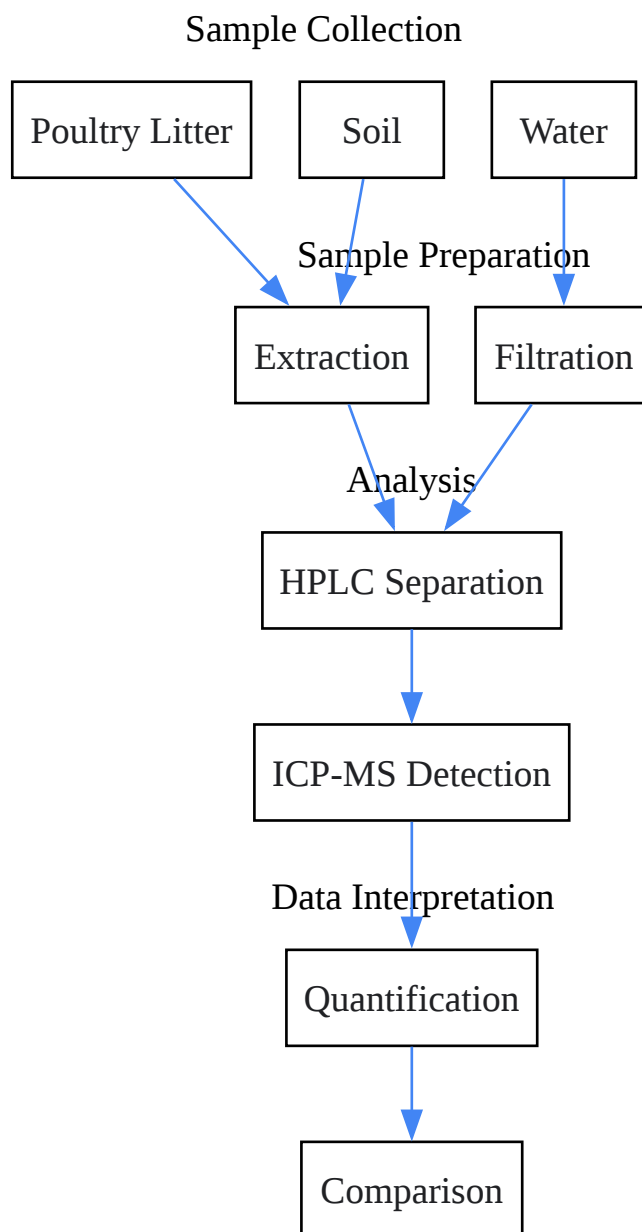 Sample Collection
Poultry Litter
Soil
Water
Sample Preparation
Extraction
Filtration
Analysis
HPLC Separation
ICP-MS Detection
Data Interpretation
Quantification
Comparison